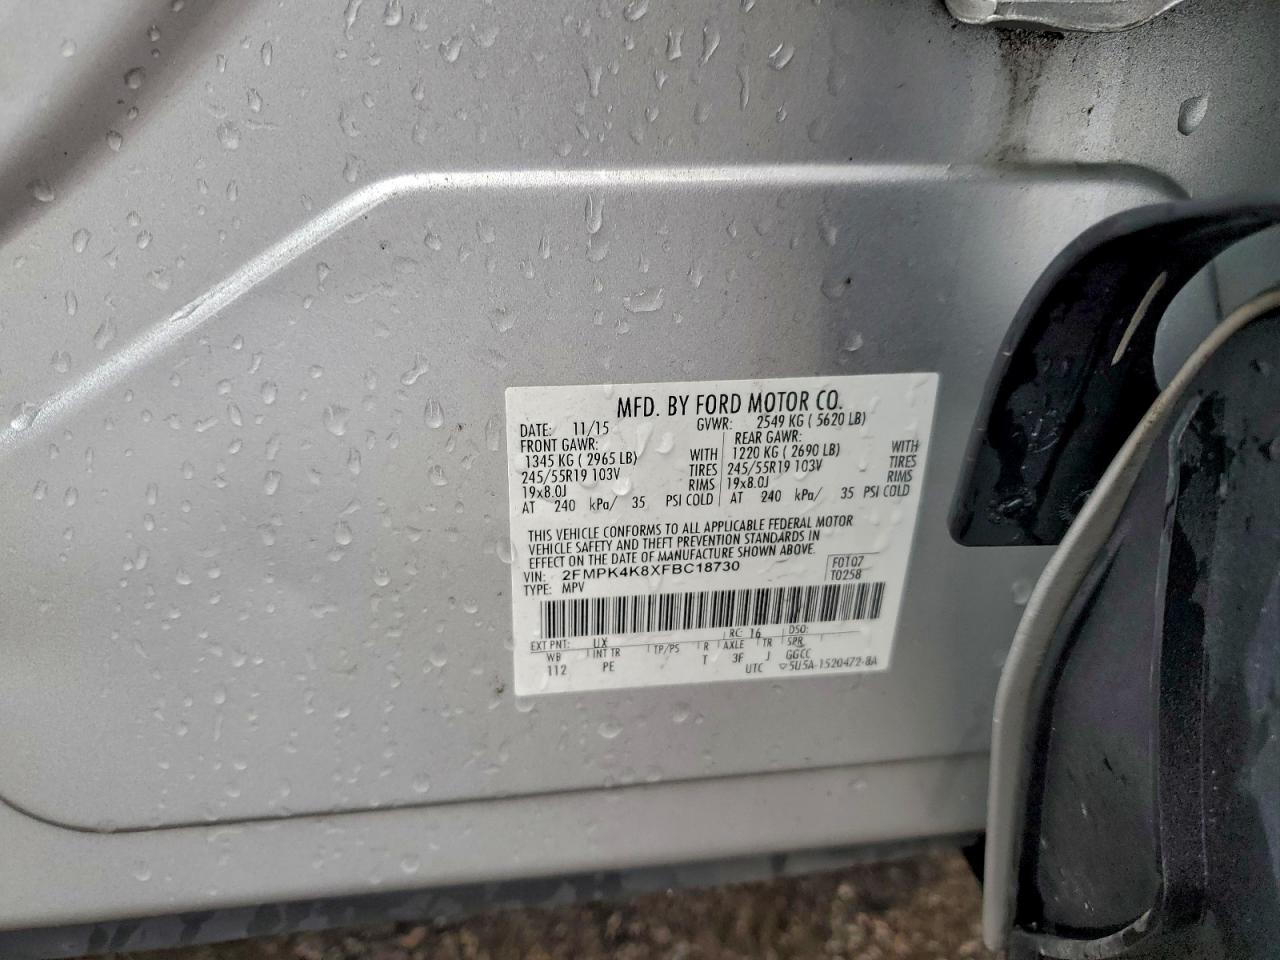 MFD. BY FORD MOTOR CO.
DATE: 11/15 GVWR: 2549 KG ( 5620 LB)
FRONT GAWR: REAR GAWR:
1345 KG ( 2965 LB) WITH 1220 KG ( 2690 LB) WITH
245/55R19 103V TIRES 245/55R19 103V TIRES
19x8.0J RIMS 19x8.0J RIMS
AT 240 kPa/ 35 PSI COLD AT 240 kPa/ 35 PSI COLD
THIS VEHICLE CONFORMS TO ALL APPLICABLE FEDERAL MOTOR
VEHICLE SAFETY AND THEFT PREVENTION STANDARDS IN
EFFECT ON THE DATE OF MANUFACTURE SHOWN ABOVE.
VIN: 2FMPK4K8XFBC18730 F0107
TYPE: MPV T0258
EXT PNT: UX RC: 16 DSO:
WB INT TR TP/PS R AXLE TR SPR
112 PE T 3F J GGCC
UTC ▽5U5A-1520472-8A